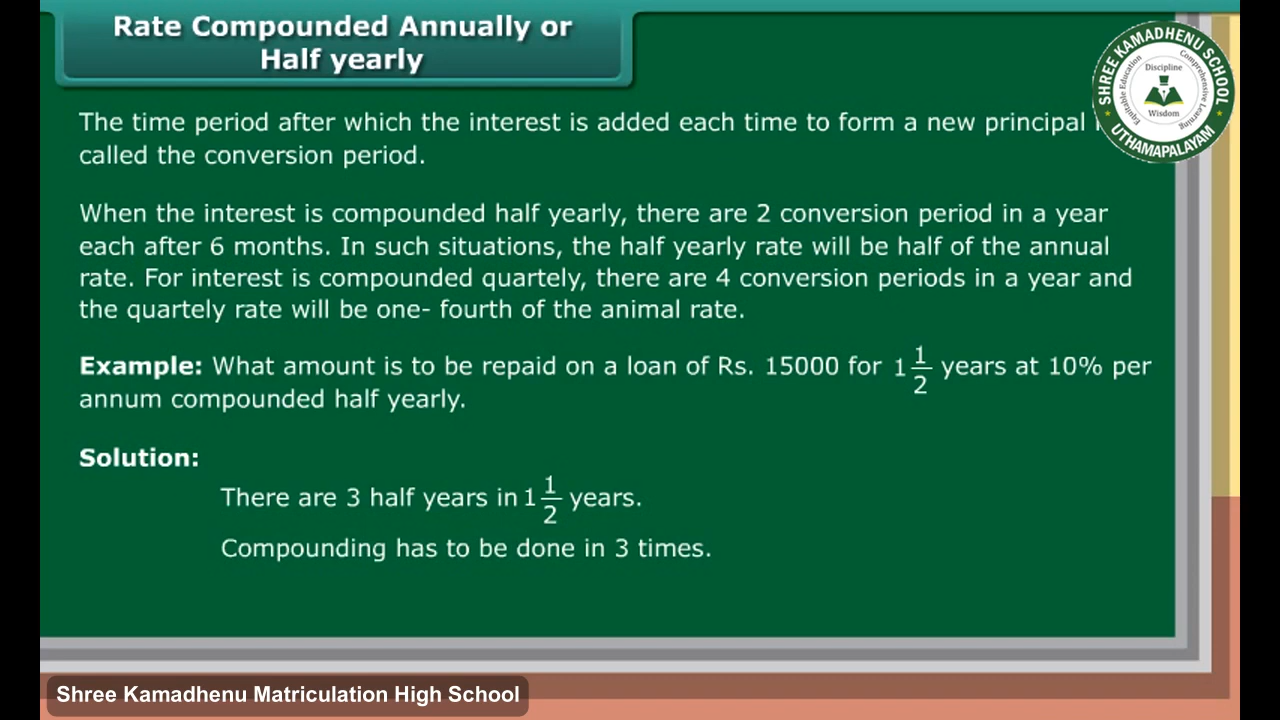 Rate Compounded Annually or
Half yearly
SHREE KAMADHENU SCHOOL
UTHAMAPALAYAM
Equitable Education
Discipline
Comprehensive Learning
Wisdom
The time period after which the interest is added each time to form a new principal
called the conversion period.
When the interest is compounded half yearly, there are 2 conversion period in a year
each after 6 months. In such situations, the half yearly rate will be half of the annual
rate. For interest is compounded quartely, there are 4 conversion periods in a year and
the quartely rate will be one- fourth of the animal rate.
Example: What amount is to be repaid on a loan of Rs. 15000 for 1 1/2 years at 10% per
annum compounded half yearly.
Solution:
There are 3 half years in 1 1/2 years.
Compounding has to be done in 3 times.
Shree Kamadhenu Matriculation High School